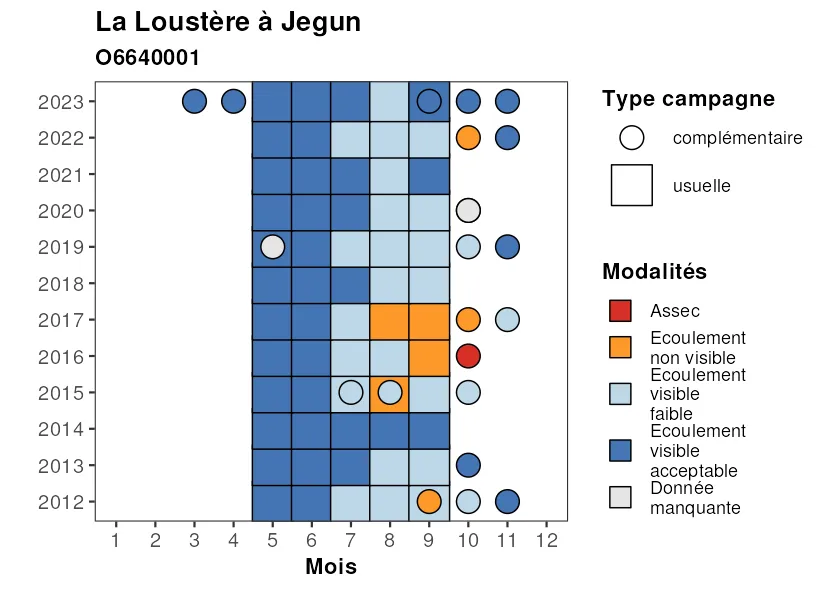 La Loustère à Jegun
O6640001
2023
2022
2021
2020
2019
2018
2017
2016
2015
2014
2013
2012
1 2 3 4 5 6 7 8 9 10 11 12
Mois
Type campagne
complémentaire
usuelle
Modalités
Assec
Ecoulement
non visible
Ecoulement
visible
faible
Ecoulement
visible
acceptable
Donnée
manquante